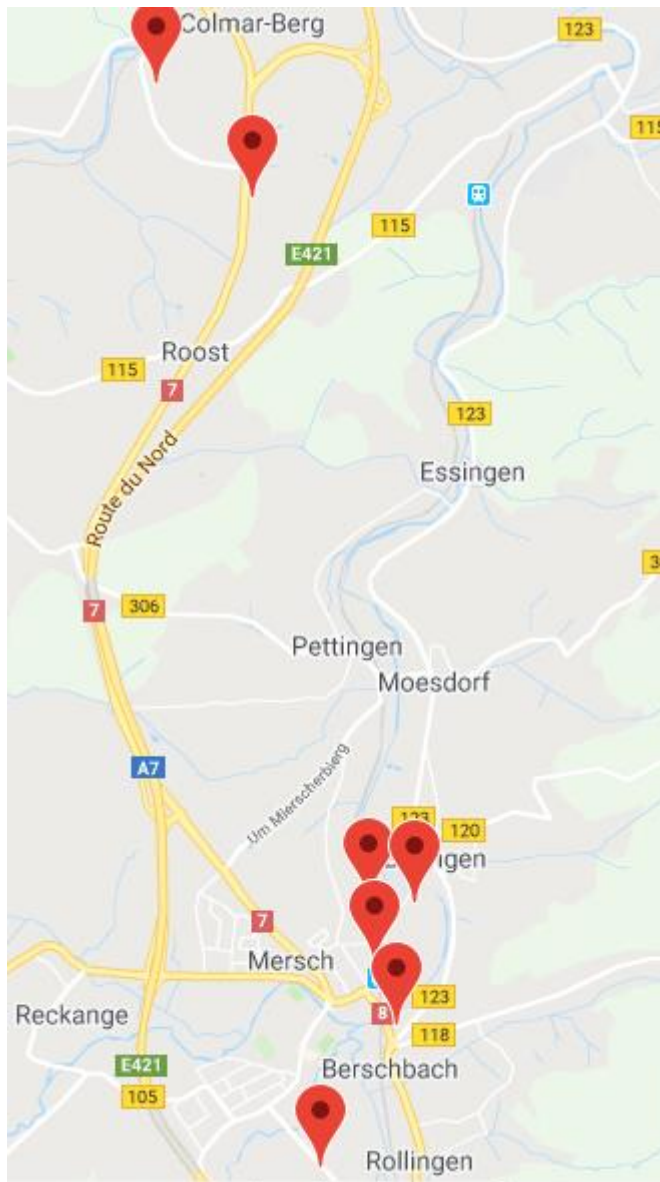 Colmar-Berg
123
115
E421
Roost
115
7
123
Route du Nord
Essingen
7
306
Pettingen
Moesdorf
A7
Um Mierscherbierg
123
120
igen
7
Mersch
123
Reckange
8
118
E421
Berschbach
105
Rollingen